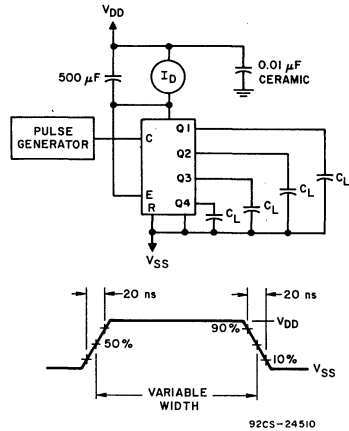 VDD
500 µF
ID
0.01 µF
CERAMIC
PULSE
GENERATOR
C
Q1
Q2
Q3
E
R
Q4
CL
CL
CL
CL
VSS
20 ns
20 ns
50%
90%
VDD
10%
VSS
VARIABLE
WIDTH
92CS-24510